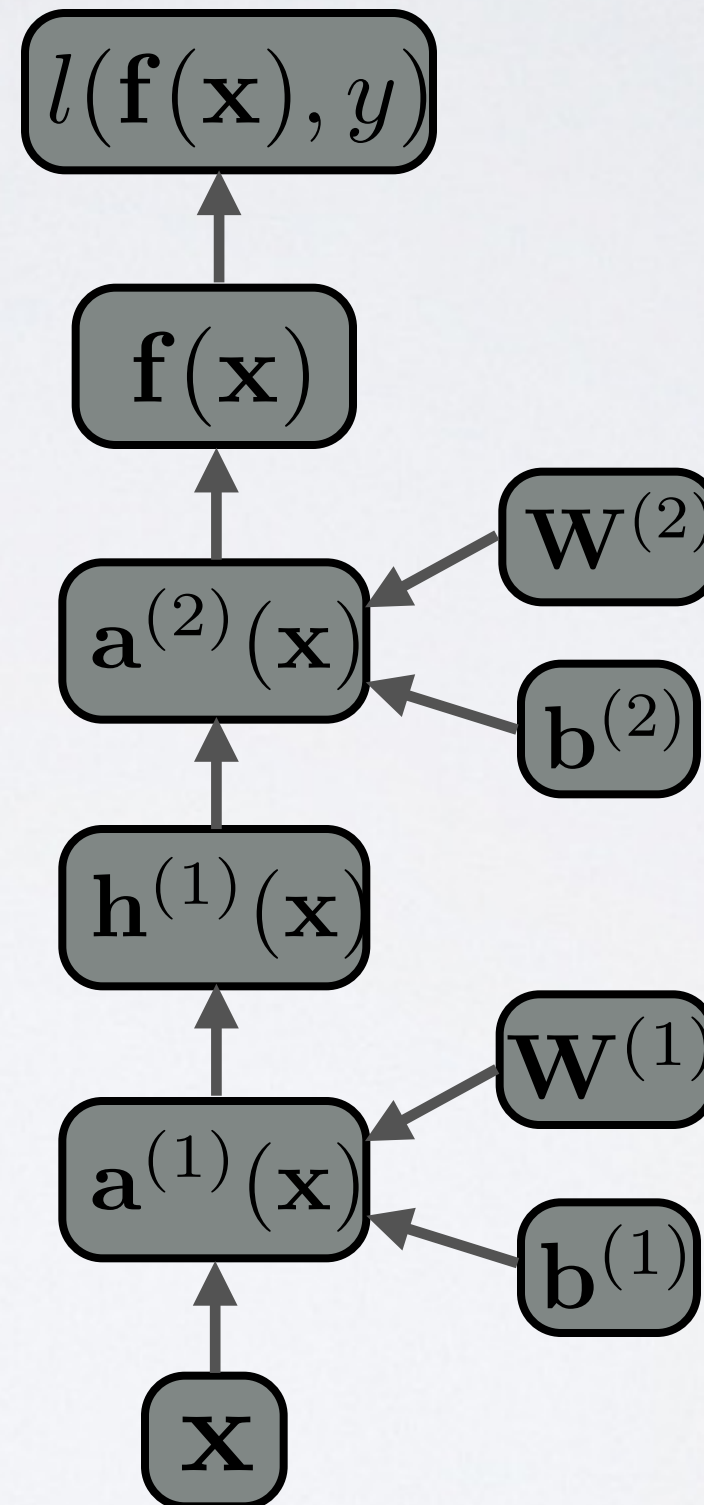 l(f(x), y)
f(x)
W^(2)
a^(2)(x)
b^(2)
h^(1)(x)
W^(1)
a^(1)(x)
b^(1)
x